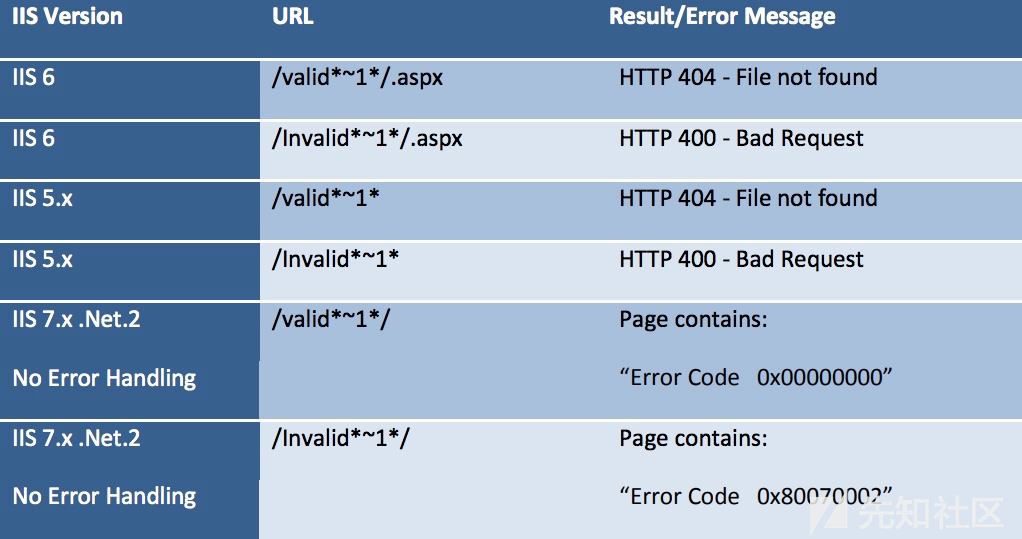 IIS Version URL Result/Error Message
IIS 6 /valid*~1*/.aspx HTTP 404 - File not found
IIS 6 /Invalid*~1*/.aspx HTTP 400 - Bad Request
IIS 5.x /valid*~1* HTTP 404 - File not found
IIS 5.x /Invalid*~1* HTTP 400 - Bad Request
IIS 7.x .Net.2 /valid*~1*/ Page contains:
No Error Handling “Error Code 0x00000000”
IIS 7.x .Net.2 /Invalid*~1*/ Page contains:
No Error Handling “Error Code 0x80070002”
先知社区